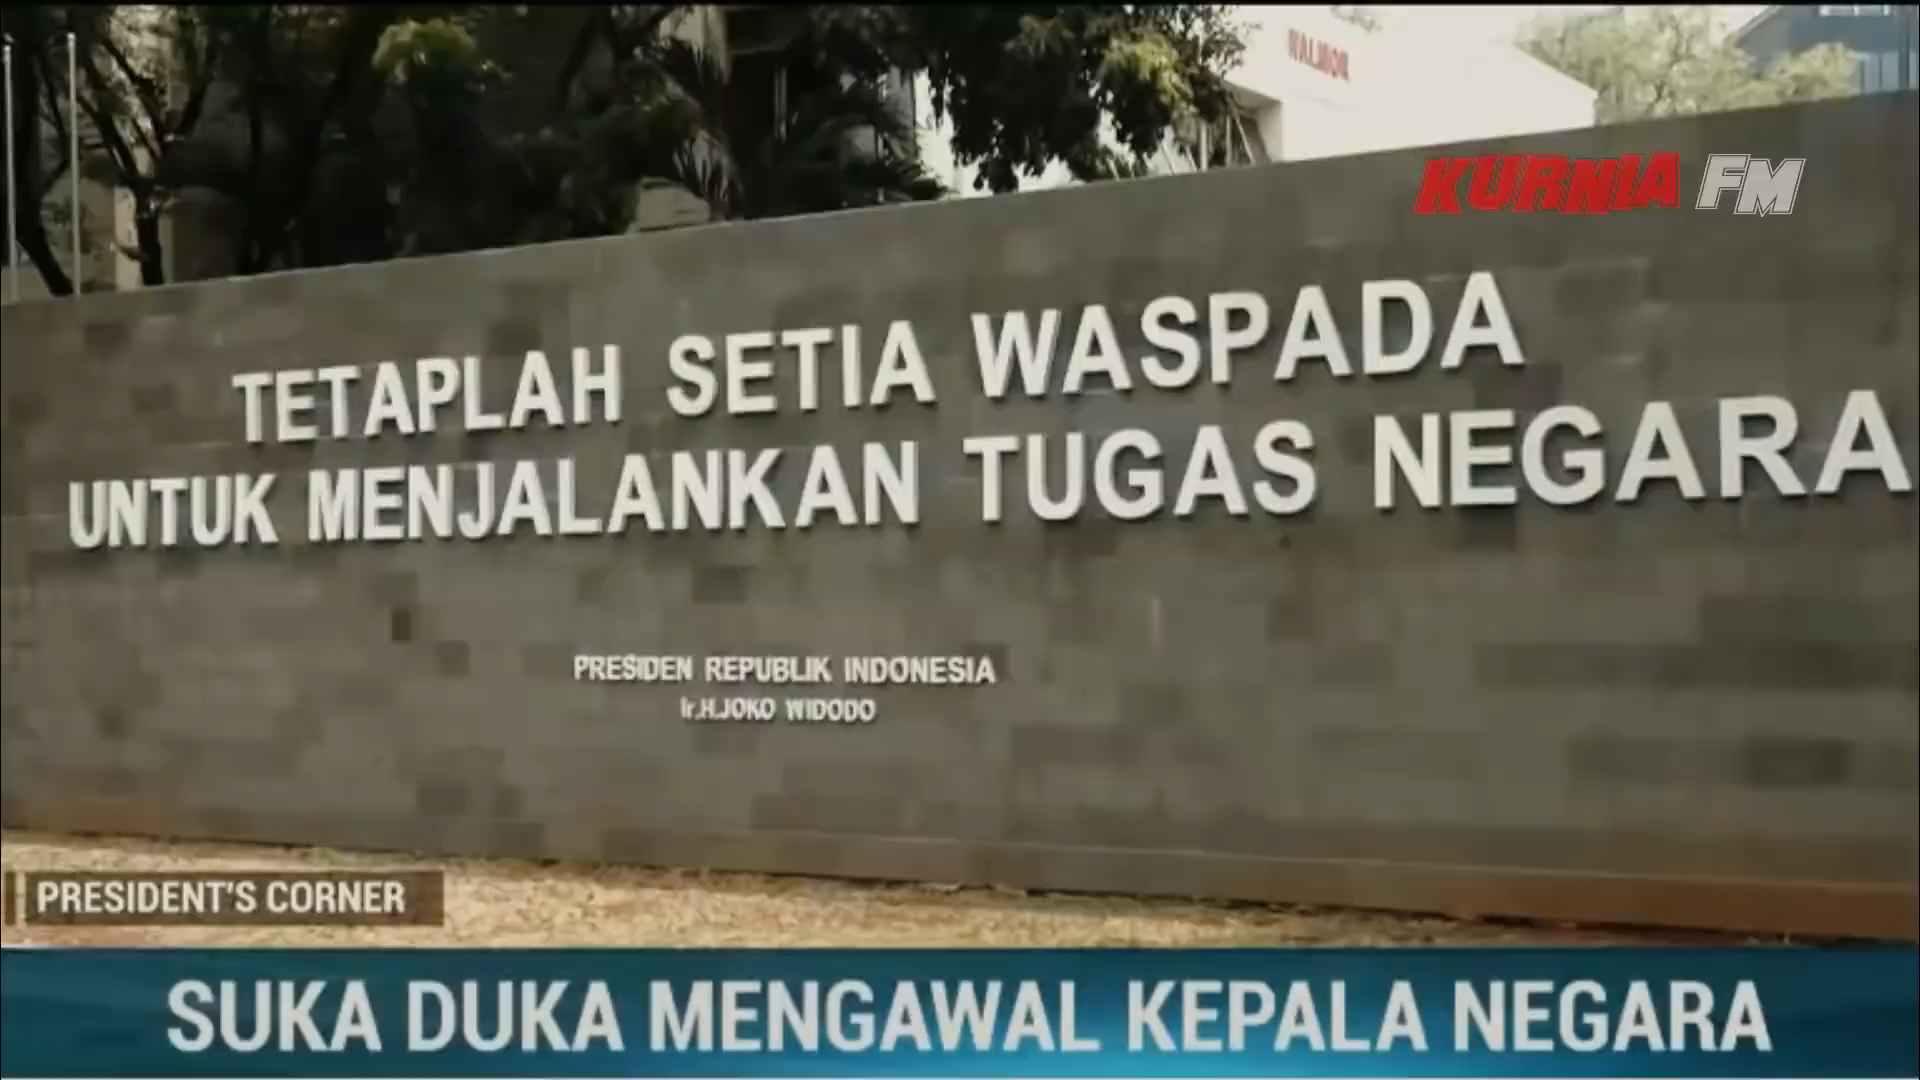 WALMOR
KURNIA FM
TETAPLAH SETIA WASPADA
UNTUK MENJALANKAN TUGAS NEGARA
PRESIDEN REPUBLIK INDONESIA
Ir.H.JOKO WIDODO
PRESIDENT'S CORNER
SUKA DUKA MENGAWAL KEPALA NEGARA